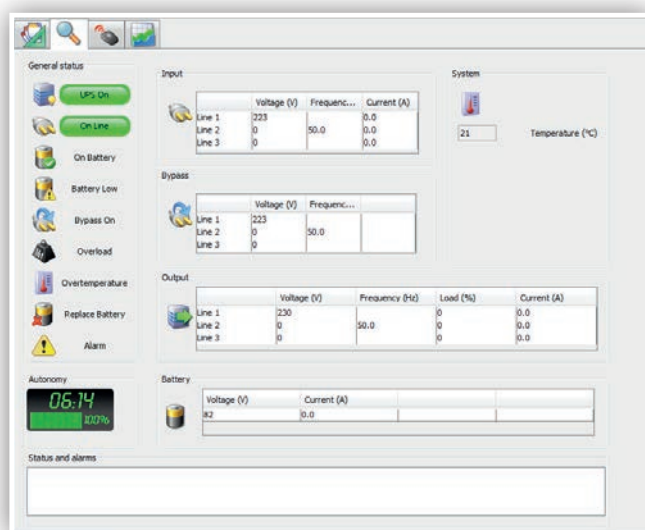 General status
UPS On
On Line
On Battery
Battery Low
Bypass On
Overload
Overtemperature
Replace Battery
Alarm
Autonomy
06:14
100%
Input
Voltage (V) Frequenc... Current (A)
Line 1 223 0.0
Line 2 0 50.0 0.0
Line 3 0 0.0
Bypass
Voltage (V) Frequenc...
Line 1 223
Line 2 0 50.0
Line 3 0
Output
Voltage (V) Frequency (Hz) Load (%) Current (A)
Line 1 230 0 0.0
Line 2 0 50.0 0 0.0
Line 3 0 0 0.0
Battery
Voltage (V) Current (A)
82 0.0
System
21 Temperature (ºC)
Status and alarms